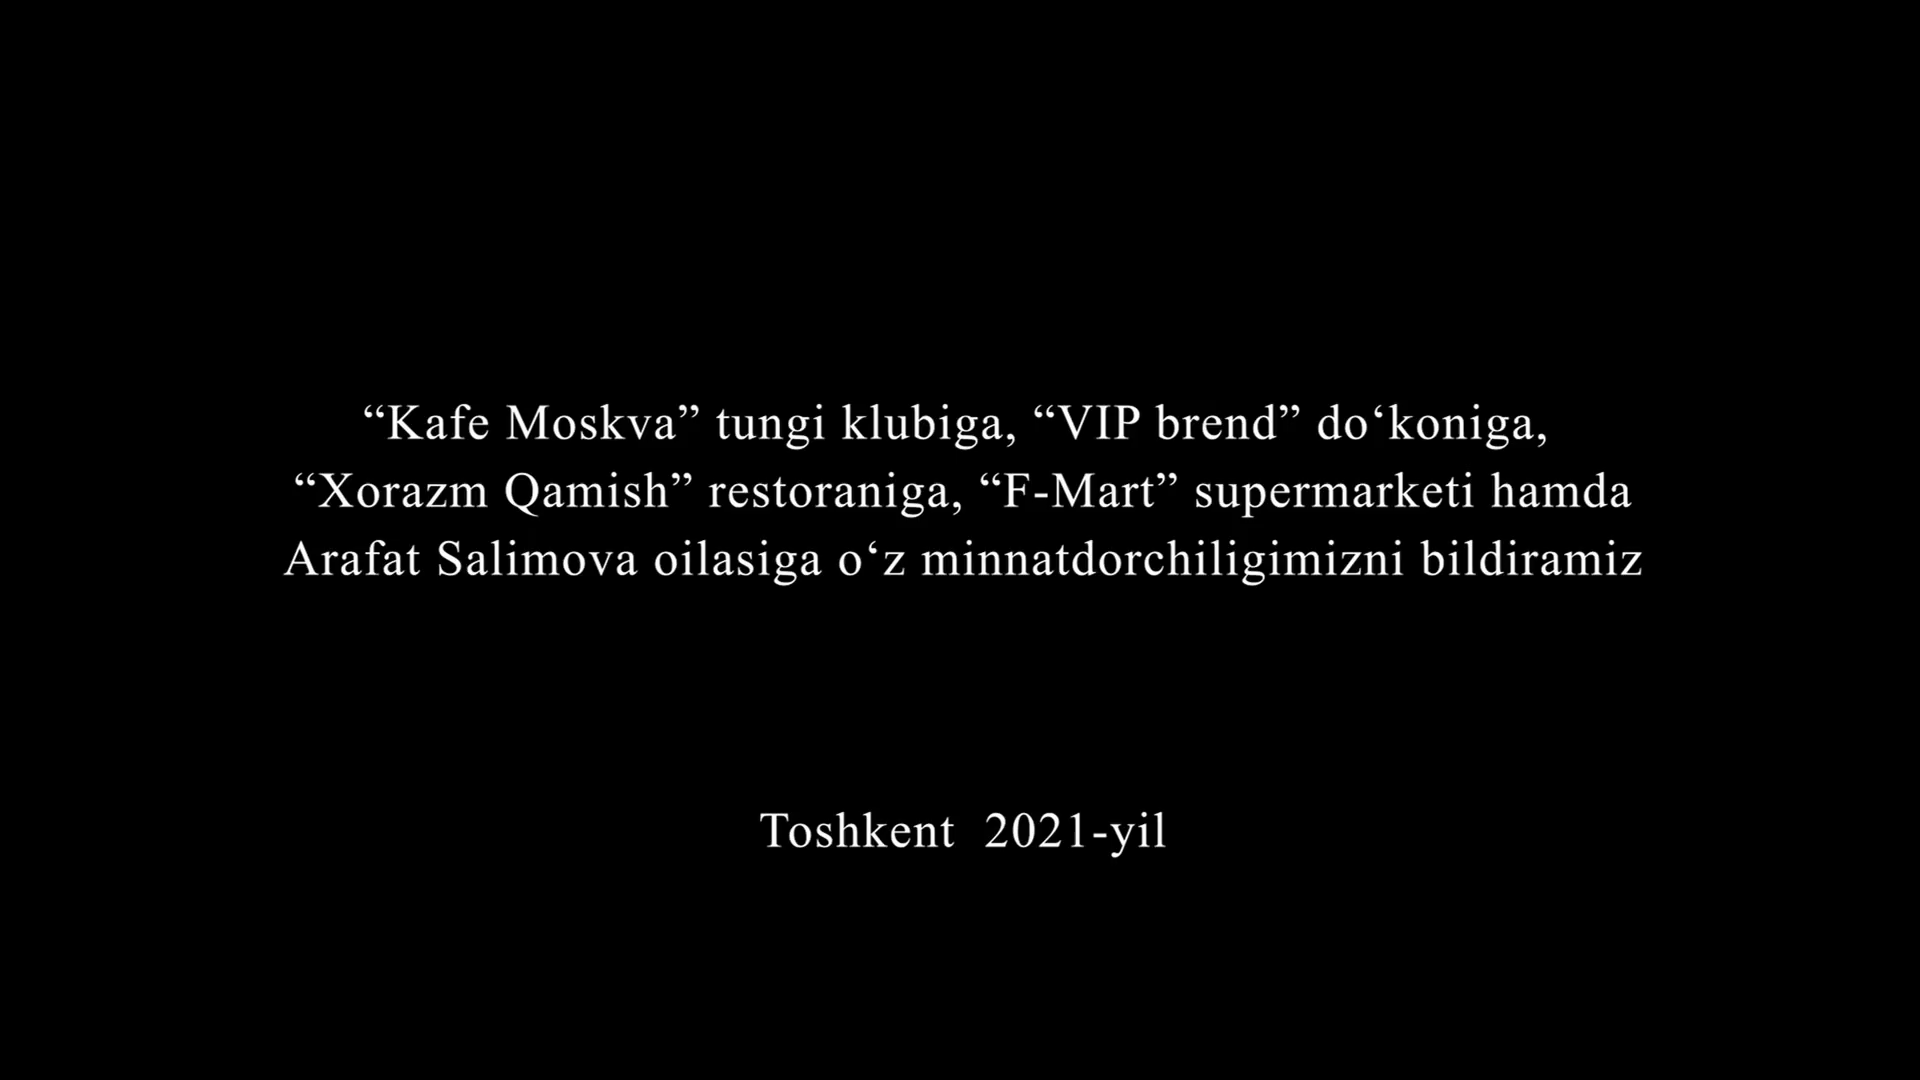 “Kafe Moskva” tungi klubiga, “VIP brend” do‘koniga,
“Xorazm Qamish” restoraniga, “F-Mart” supermarketi hamda
Arafat Salimova oilasiga o‘z minnatdorchiligimizni bildiramiz
Toshkent 2021-yil